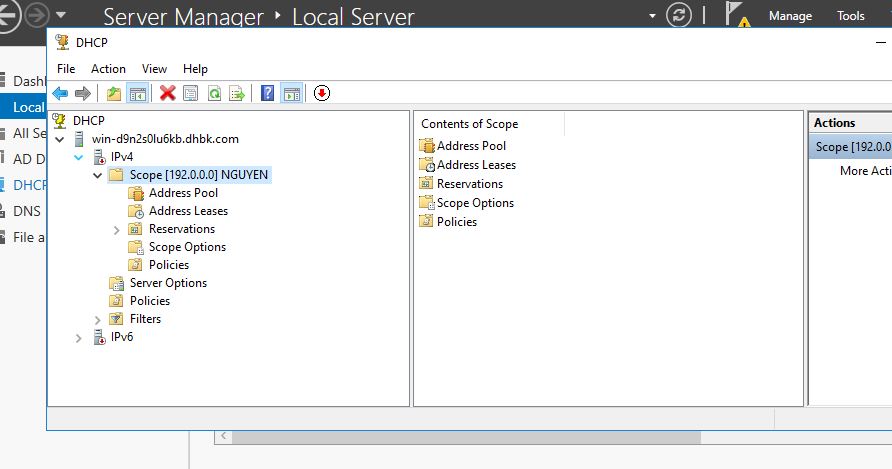 Server Manager
Local Server
Manage
Tools
DHCP
File
Action
View
Help
Dash
Local
All Se
AD D
DHCP
DNS
File a
DHCP
win-d9n2s0lu6kb.dhbk.com
IPv4
Scope [192.0.0.0] NGUYEN
Address Pool
Address Leases
Reservations
Scope Options
Policies
Server Options
Policies
Filters
IPv6
Contents of Scope
Address Pool
Address Leases
Reservations
Scope Options
Policies
Actions
Scope [192.0.0
More Acti